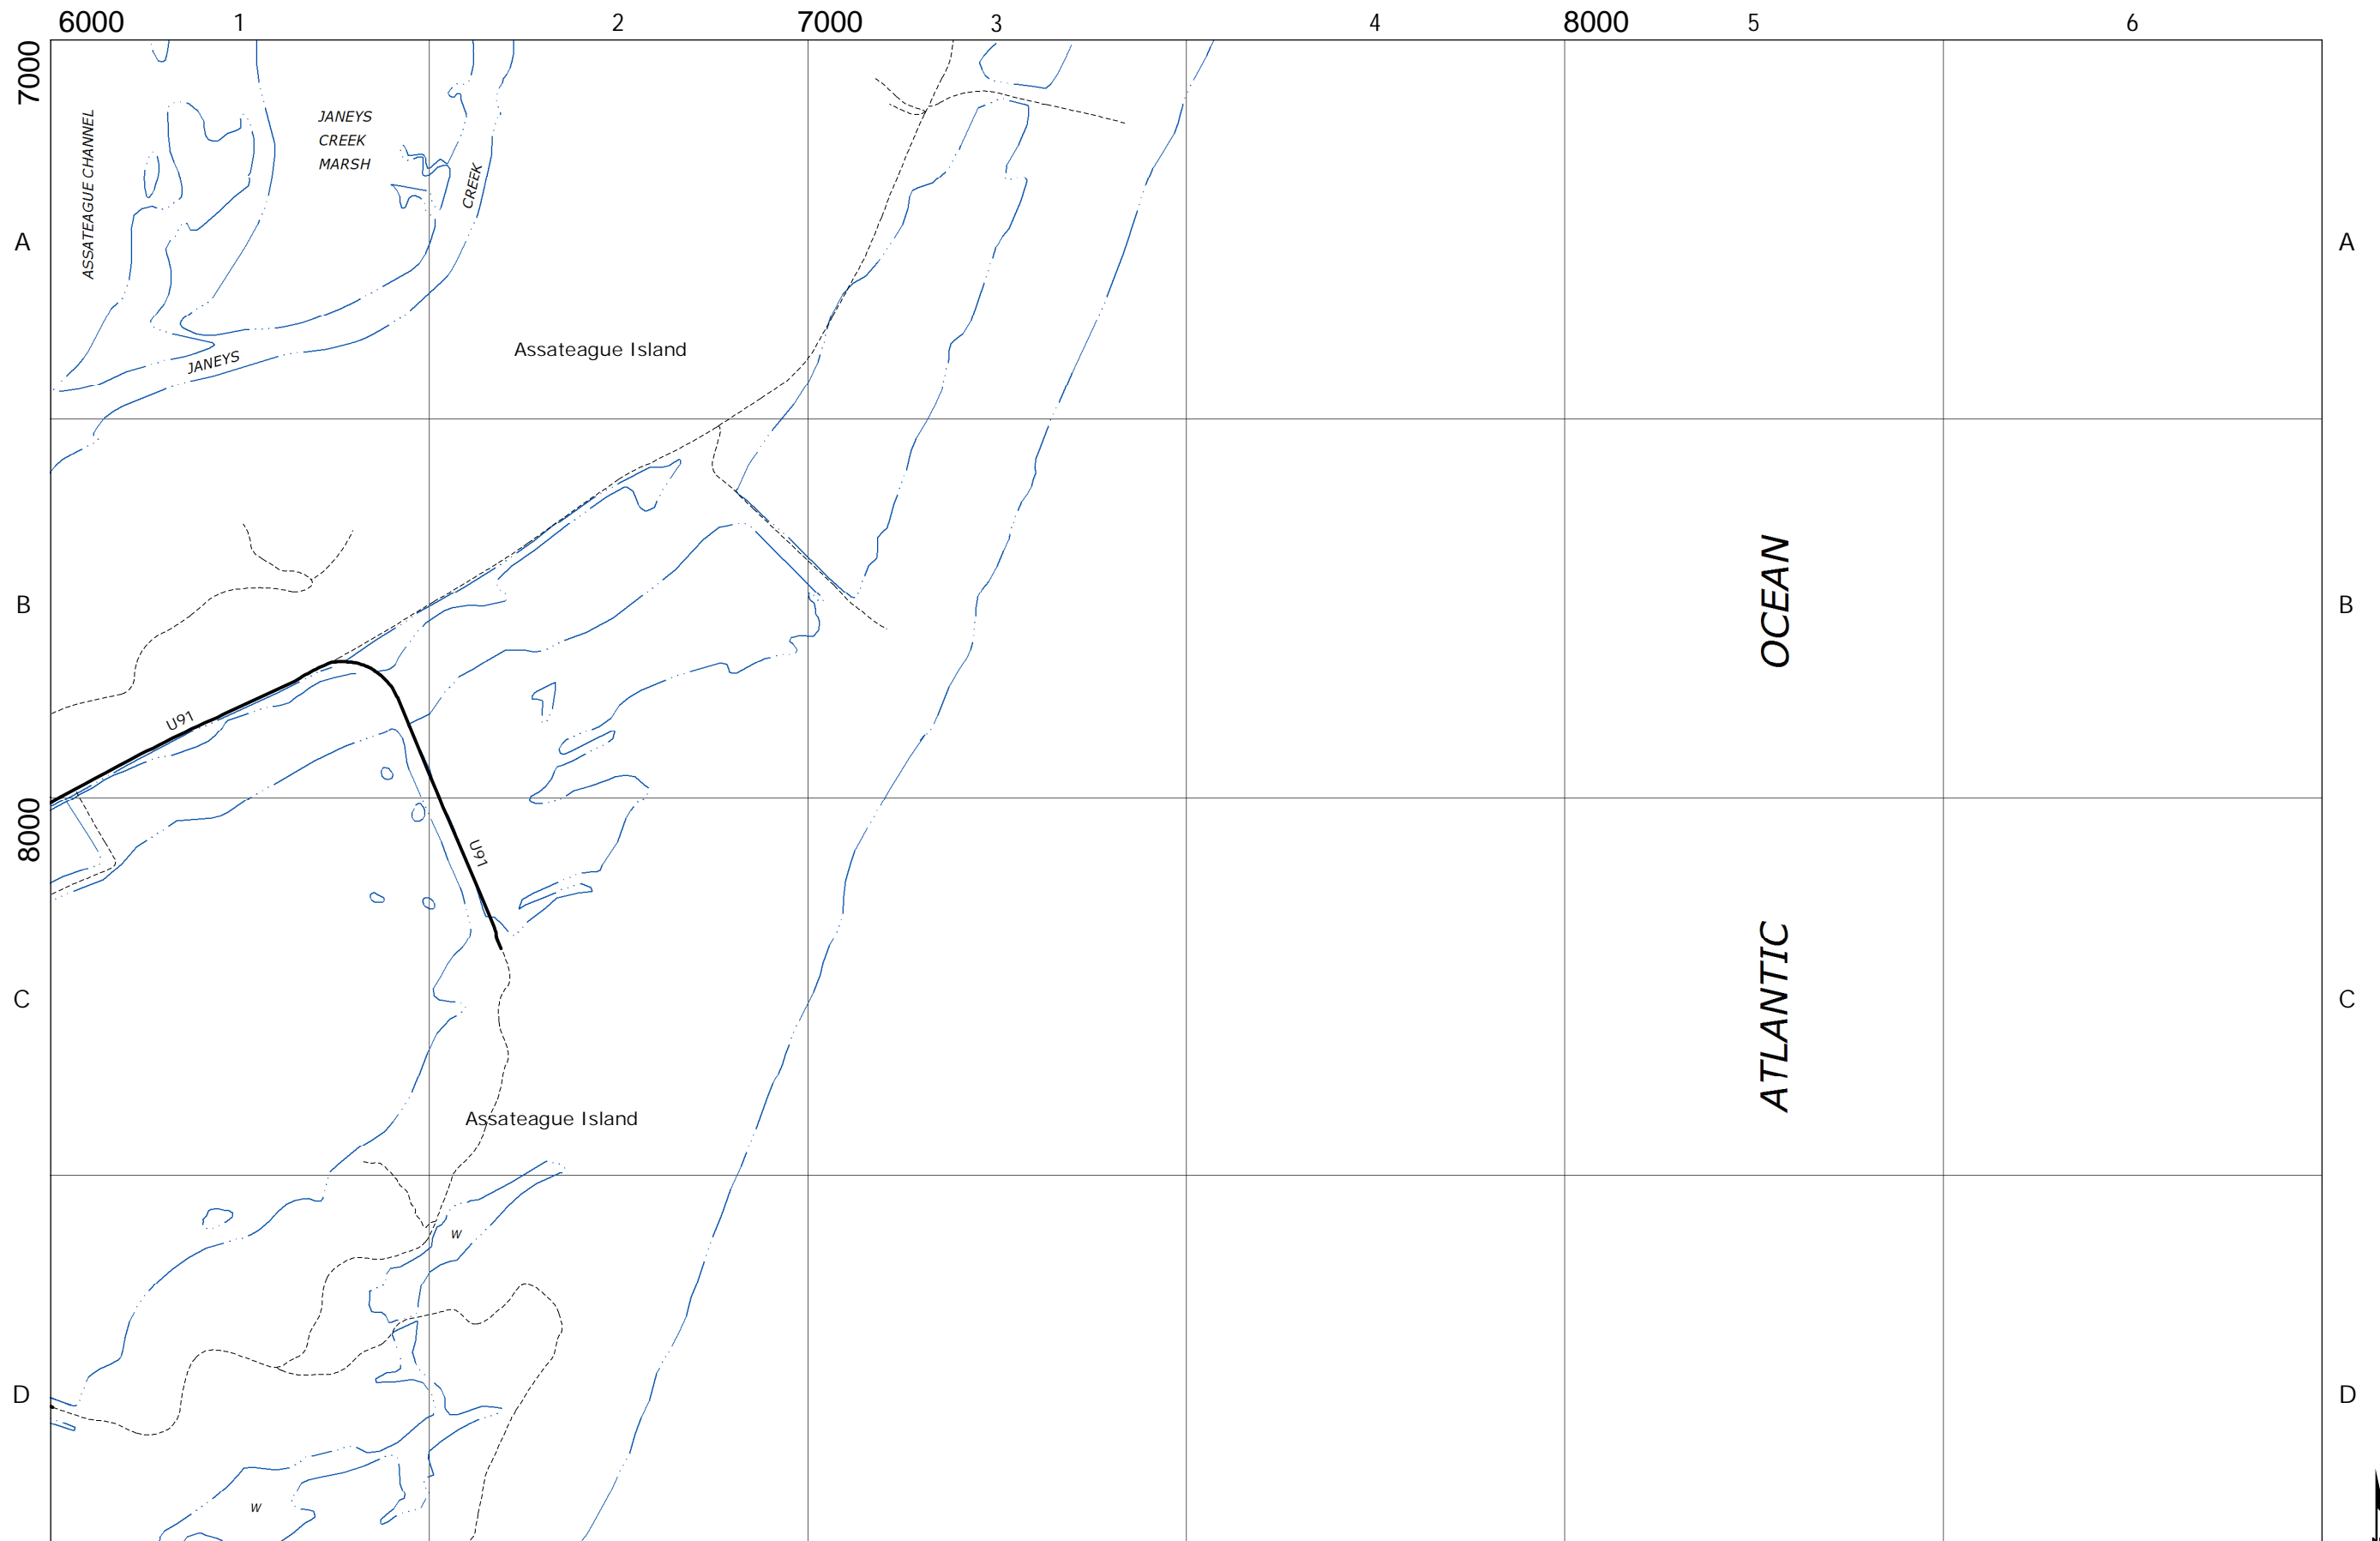 6000 1 2 7000 3 4 8000 5 6
7000
ASSATEAGUE CHANNEL
JANEYS
CREEK
MARSH
CREEK
A A
Assateague Island
JANEYS
OCEAN
B B
U91
8000
U91
ATLANTIC
C C
Assateague Island
W
D D
W